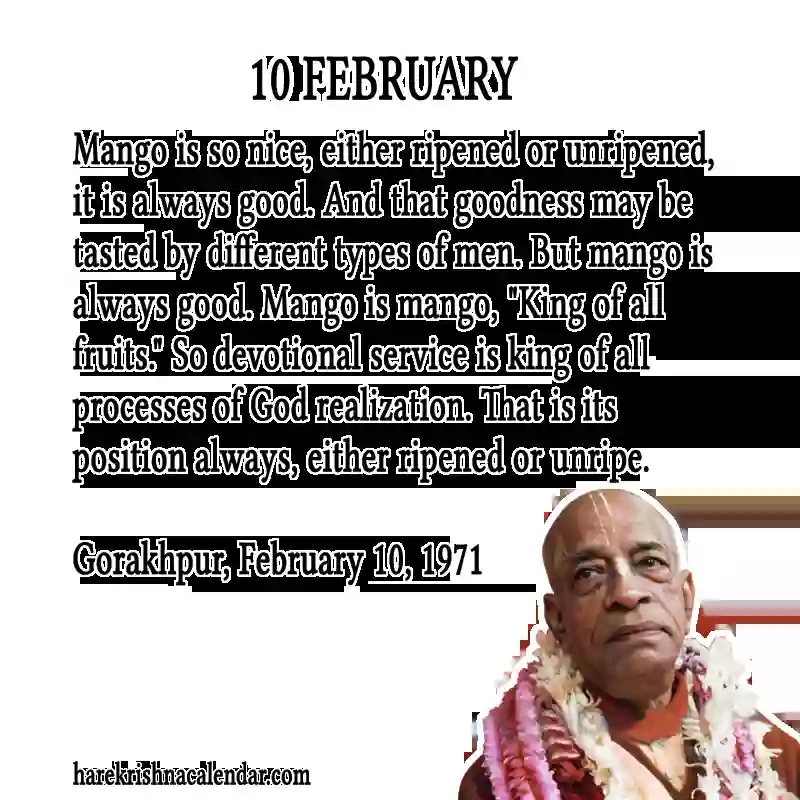 10 FEBRUARY
Mango is so nice, either ripened or unripened,
it is always good. And that goodness may be
tasted by different types of men. But mango is
always good. Mango is mango, "King of all
fruits." So devotional service is king of all
processes of God realization. That is its
position always, either ripened or unripe.
Gorakhpur, February 10, 1971
harekrishnacalendar.com